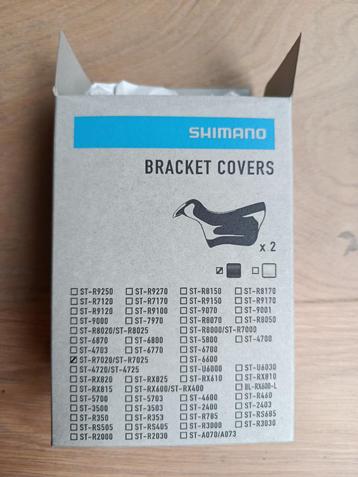 SHIMANO
BRACKET COVERS
x 2
ST-R9250 ST-R9270 ST-R8150 ST-R8170
ST-R7120 ST-R7170 ST-R9150 ST-R9170
ST-R9120 ST-R9100 ST-9070 ST-9001
ST-9000 ST-7970 ST-R8070 ST-R8050
ST-R8020/ST-R8025 ST-R8000/ST-R7000
ST-6870 ST-6800 ST-5800 ST-4700
ST-4703 ST-6770 ST-6700
ST-R7020/ST-R7025 ST-6600
ST-4720/ST-4725 ST-U6000 ST-U6030
ST-RX820 ST-RX825 ST-RX610 ST-RX810
ST-RX815 ST-RX600/ST-RX400 BL-RX600-L
ST-5700 ST-5703 ST-4600 ST-R460
ST-3500 ST-3503 ST-2400 ST-2403
ST-R350 ST-R353 ST-R785 ST-RS685
ST-RS505 ST-RS405 ST-R3000 ST-R3030
ST-R2000 ST-R2030 ST-A070/A073